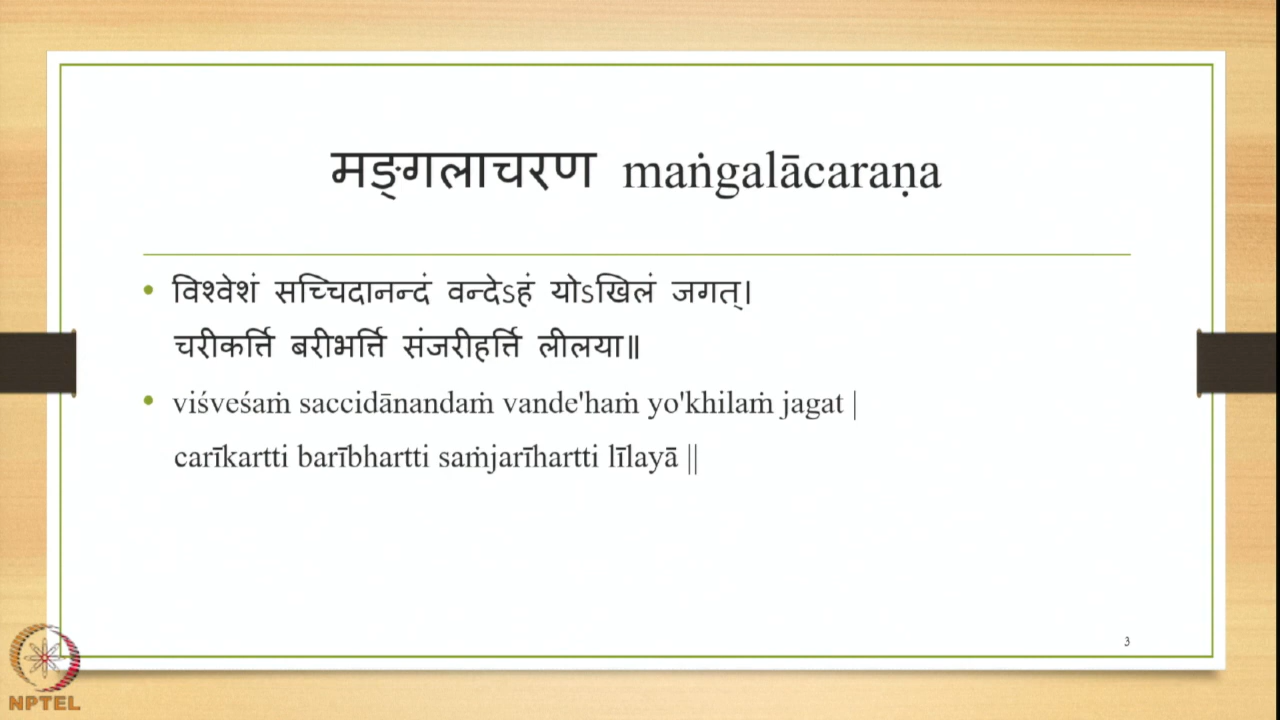 मङ्गलाचरण maṅgalācaraṇa
• विश्वेशं सच्चिदानन्दं वन्देऽहं योऽखिलं जगत्।
चरीकर्त्ति बरीभर्त्ति संजरीहर्त्ति लीलया॥
• viśveśaṁ saccidānandaṁ vande'haṁ yo'khilaṁ jagat |
carīkartti barībhartti saṁjarīhartti līlayā ||
3
NPTEL